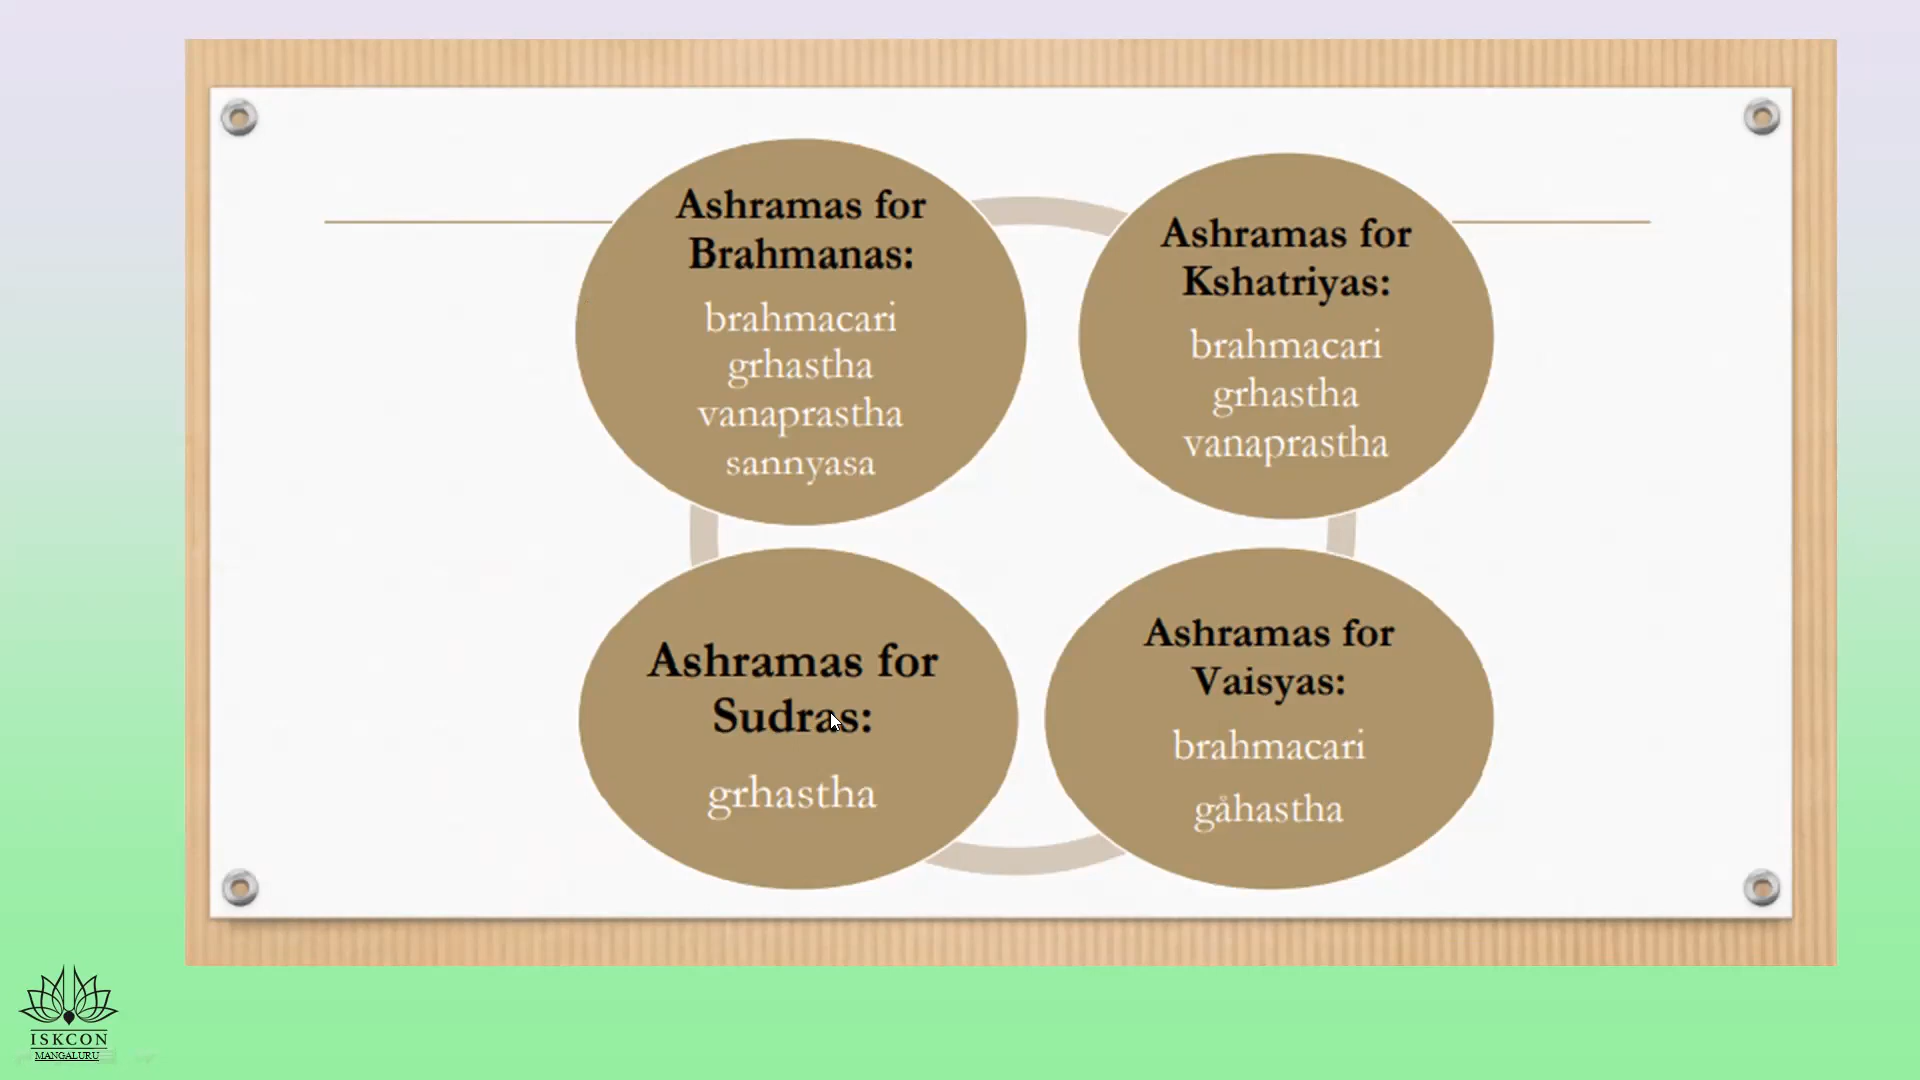 Ashramas for
Brahmanas:
brahmacari
grhastha
vanaprastha
sannyasa
Ashramas for
Kshatriyas:
brahmacari
grhastha
vanaprastha
Ashramas for
Sudras:
grhastha
Ashramas for
Vaisyas:
brahmacari
gåhastha
ISKCON
MANGALURU